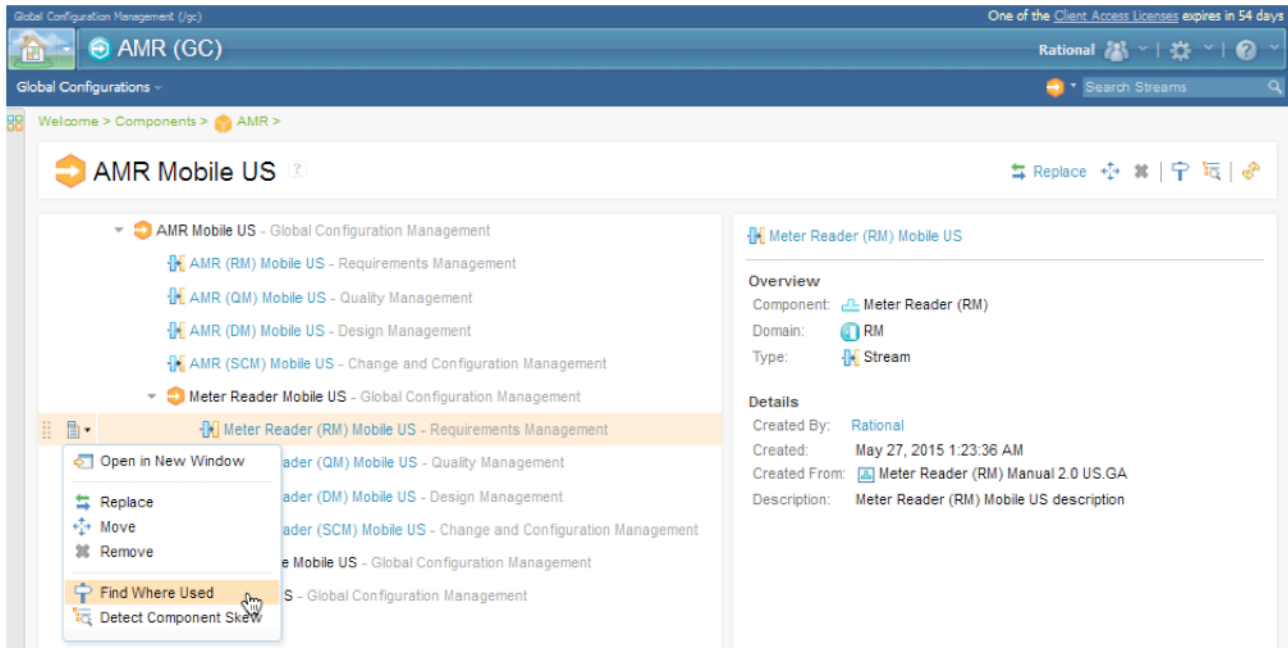 Global Configuration Management (/gc)
One of the Client Access Licenses expires in 54 days
AMR (GC)
Rational
Global Configurations
Search Streams
Welcome > Components > AMR >
AMR Mobile US ?
Replace
AMR Mobile US - Global Configuration Management
AMR (RM) Mobile US - Requirements Management
AMR (QM) Mobile US - Quality Management
AMR (DM) Mobile US - Design Management
AMR (SCM) Mobile US - Change and Configuration Management
Meter Reader Mobile US - Global Configuration Management
Meter Reader (RM) Mobile US - Requirements Management
ader (QM) Mobile US - Quality Management
ader (DM) Mobile US - Design Management
ader (SCM) Mobile US - Change and Configuration Management
e Mobile US - Global Configuration Management
S - Global Configuration Management
Open in New Window
Replace
Move
Remove
Find Where Used
Detect Component Skew
Meter Reader (RM) Mobile US
Overview
Component: Meter Reader (RM)
Domain: RM
Type: Stream
Details
Created By: Rational
Created: May 27, 2015 1:23:36 AM
Created From: Meter Reader (RM) Manual 2.0 US.GA
Description: Meter Reader (RM) Mobile US description